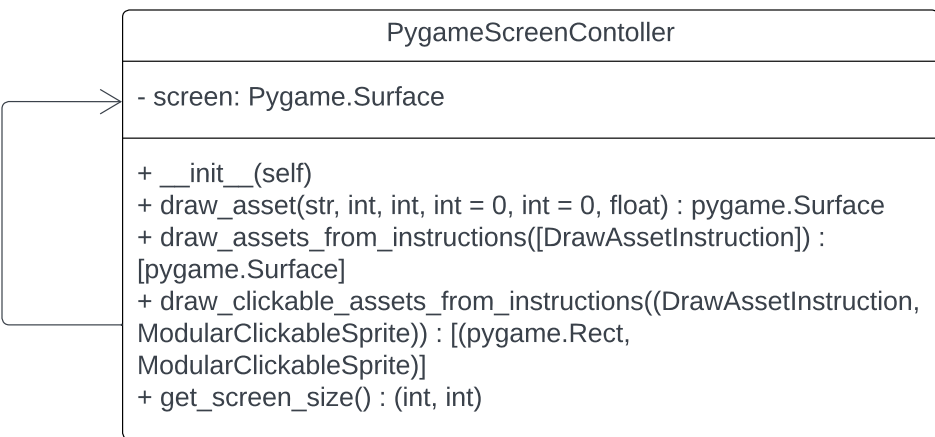 PygameScreenContoller
- screen: Pygame.Surface
+ __init__(self)
+ draw_asset(str, int, int, int = 0, int = 0, float) : pygame.Surface
+ draw_assets_from_instructions([DrawAssetInstruction]) :
[pygame.Surface]
+ draw_clickable_assets_from_instructions((DrawAssetInstruction,
ModularClickableSprite)) : [(pygame.Rect,
ModularClickableSprite)]
+ get_screen_size() : (int, int)